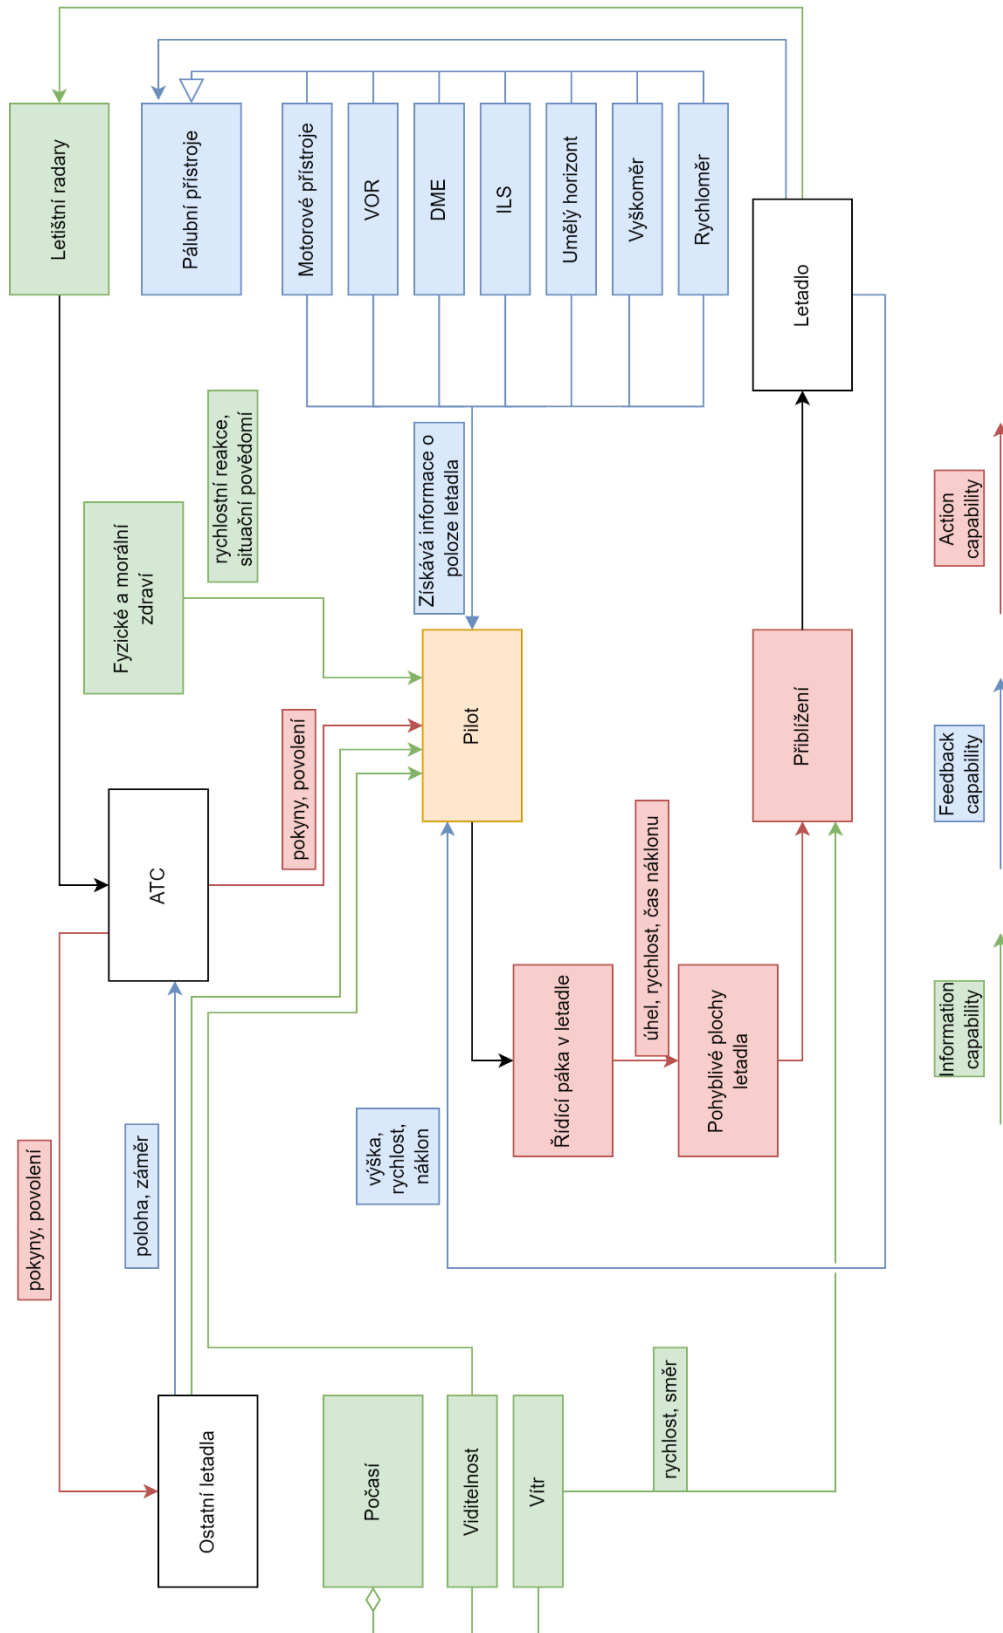 Letištní radary
Pálubní přístroje
Motorové přístroje
VOR
DME
ILS
Umělý horizont
Vyškoměr
Rychloměr
Letadlo
Fyzické a morální
zdraví
rychlostní reakce,
situační povědomí
Získává informace o
poloze letadla
ATC
pokyny, povolení
Pilot
Přiblížení
pokyny, povolení
poloha, záměr
výška,
rychlost,
náklon
Řídící páka v letadle
úhel, rychlost, čas náklonu
Pohyblivé plochy
letadla
Ostatní letadla
Počasí
Viditelnost
Vítr
rychlost, směr
Information
capability
Feedback
capability
Action
capability